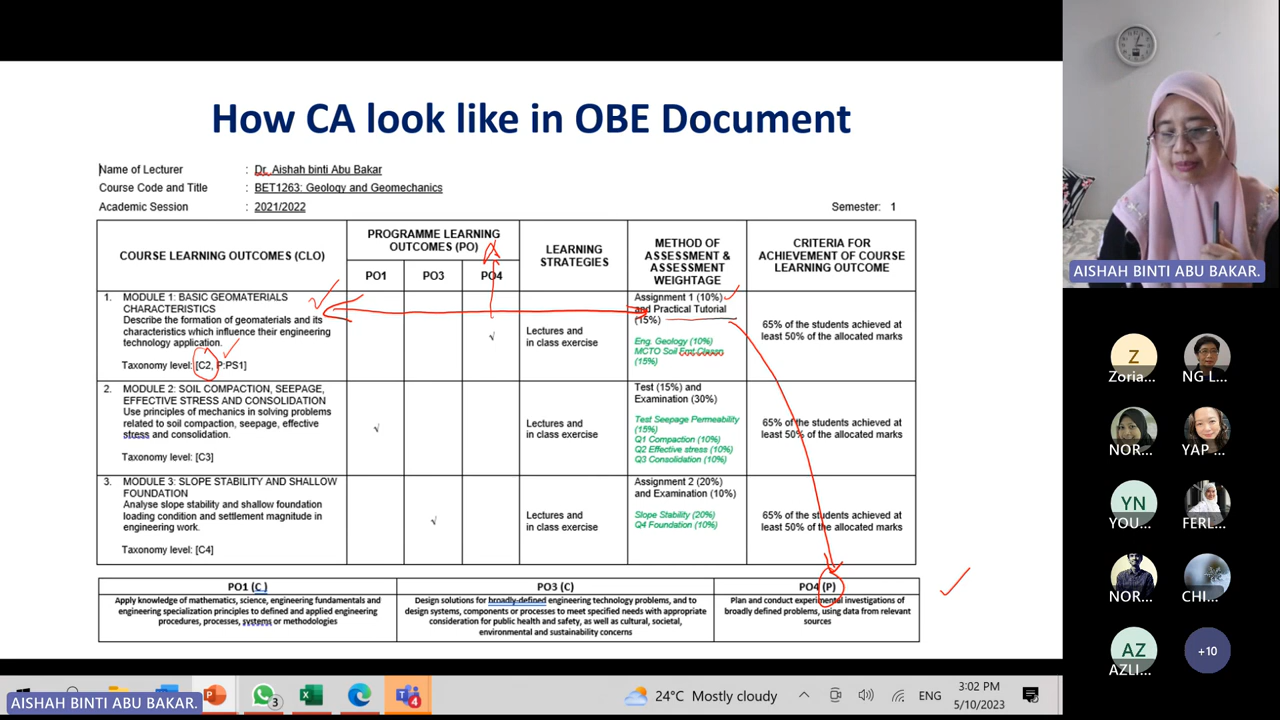 How CA look like in OBE Document
Name of Lecturer : Dr. Aishah binti Abu Bakar
Course Code and Title : BET1263: Geology and Geomechanics
Academic Session : 2021/2022 Semester: 1
COURSE LEARNING OUTCOMES (CLO)
PROGRAMME LEARNING
OUTCOMES (PO)
PO1 PO3 PO4
LEARNING
STRATEGIES
METHOD OF
ASSESSMENT &
ASSESSMENT
WEIGHTAGE
CRITERIA FOR
ACHIEVEMENT OF COURSE
LEARNING OUTCOME
1. MODULE 1: BASIC GEOMATERIALS
CHARACTERISTICS
Describe the formation of geomaterials and its
characteristics which influence their engineering
technology application.
Taxonomy level: [C2, P:PS1]
√
Lectures and
in class exercise
Assignment 1 (10%)
and Practical Tutorial
(15%)
Eng. Geology (10%)
MCTO Soil Emt Classn
(15%)
65% of the students achieved at
least 50% of the allocated marks
2. MODULE 2: SOIL COMPACTION, SEEPAGE,
EFFECTIVE STRESS AND CONSOLIDATION
Use principles of mechanics in solving problems
related to soil compaction, seepage, effective
stress and consolidation.
Taxonomy level: [C3]
√
Lectures and
in class exercise
Test (15%) and
Examination (30%)
Test Seepage Permeability
(15%)
Q1 Compaction (10%)
Q2 Effective stress (10%)
Q3 Consolidation (10%)
65% of the students achieved at
least 50% of the allocated marks
3. MODULE 3: SLOPE STABILITY AND SHALLOW
FOUNDATION
Analyse slope stability and shallow foundation
loading condition and settlement magnitude in
engineering work.
Taxonomy level: [C4]
√
Lectures and
in class exercise
Assignment 2 (20%)
and Examination (10%)
Slope Stability (20%)
Q4 Foundation (10%)
65% of the students achieved at
least 50% of the allocated marks
PO1 (C )
Apply knowledge of mathematics, science, engineering fundamentals and
engineering specialization principles to defined and applied engineering
procedures, processes, systems or methodologies
PO3 (C)
Design solutions for broadly-defined engineering technology problems, and to
design systems, components or processes to meet specified needs with appropriate
consideration for public health and safety, as well as cultural, societal,
environmental and sustainability concerns
PO4 (P)
Plan and conduct experimental investigations of
broadly defined problems, using data from relevant
sources
AISHAH BINTI ABU BAKAR.
Z
Zoria...
NG L...
NOR...
YAP ...
YN
YOU...
FERL...
NOR...
CHI...
AZ
AZLI...
+10
3
4
24°C Mostly cloudy
ENG
3:02 PM
5/10/2023
AISHAH BINTI ABU BAKAR.